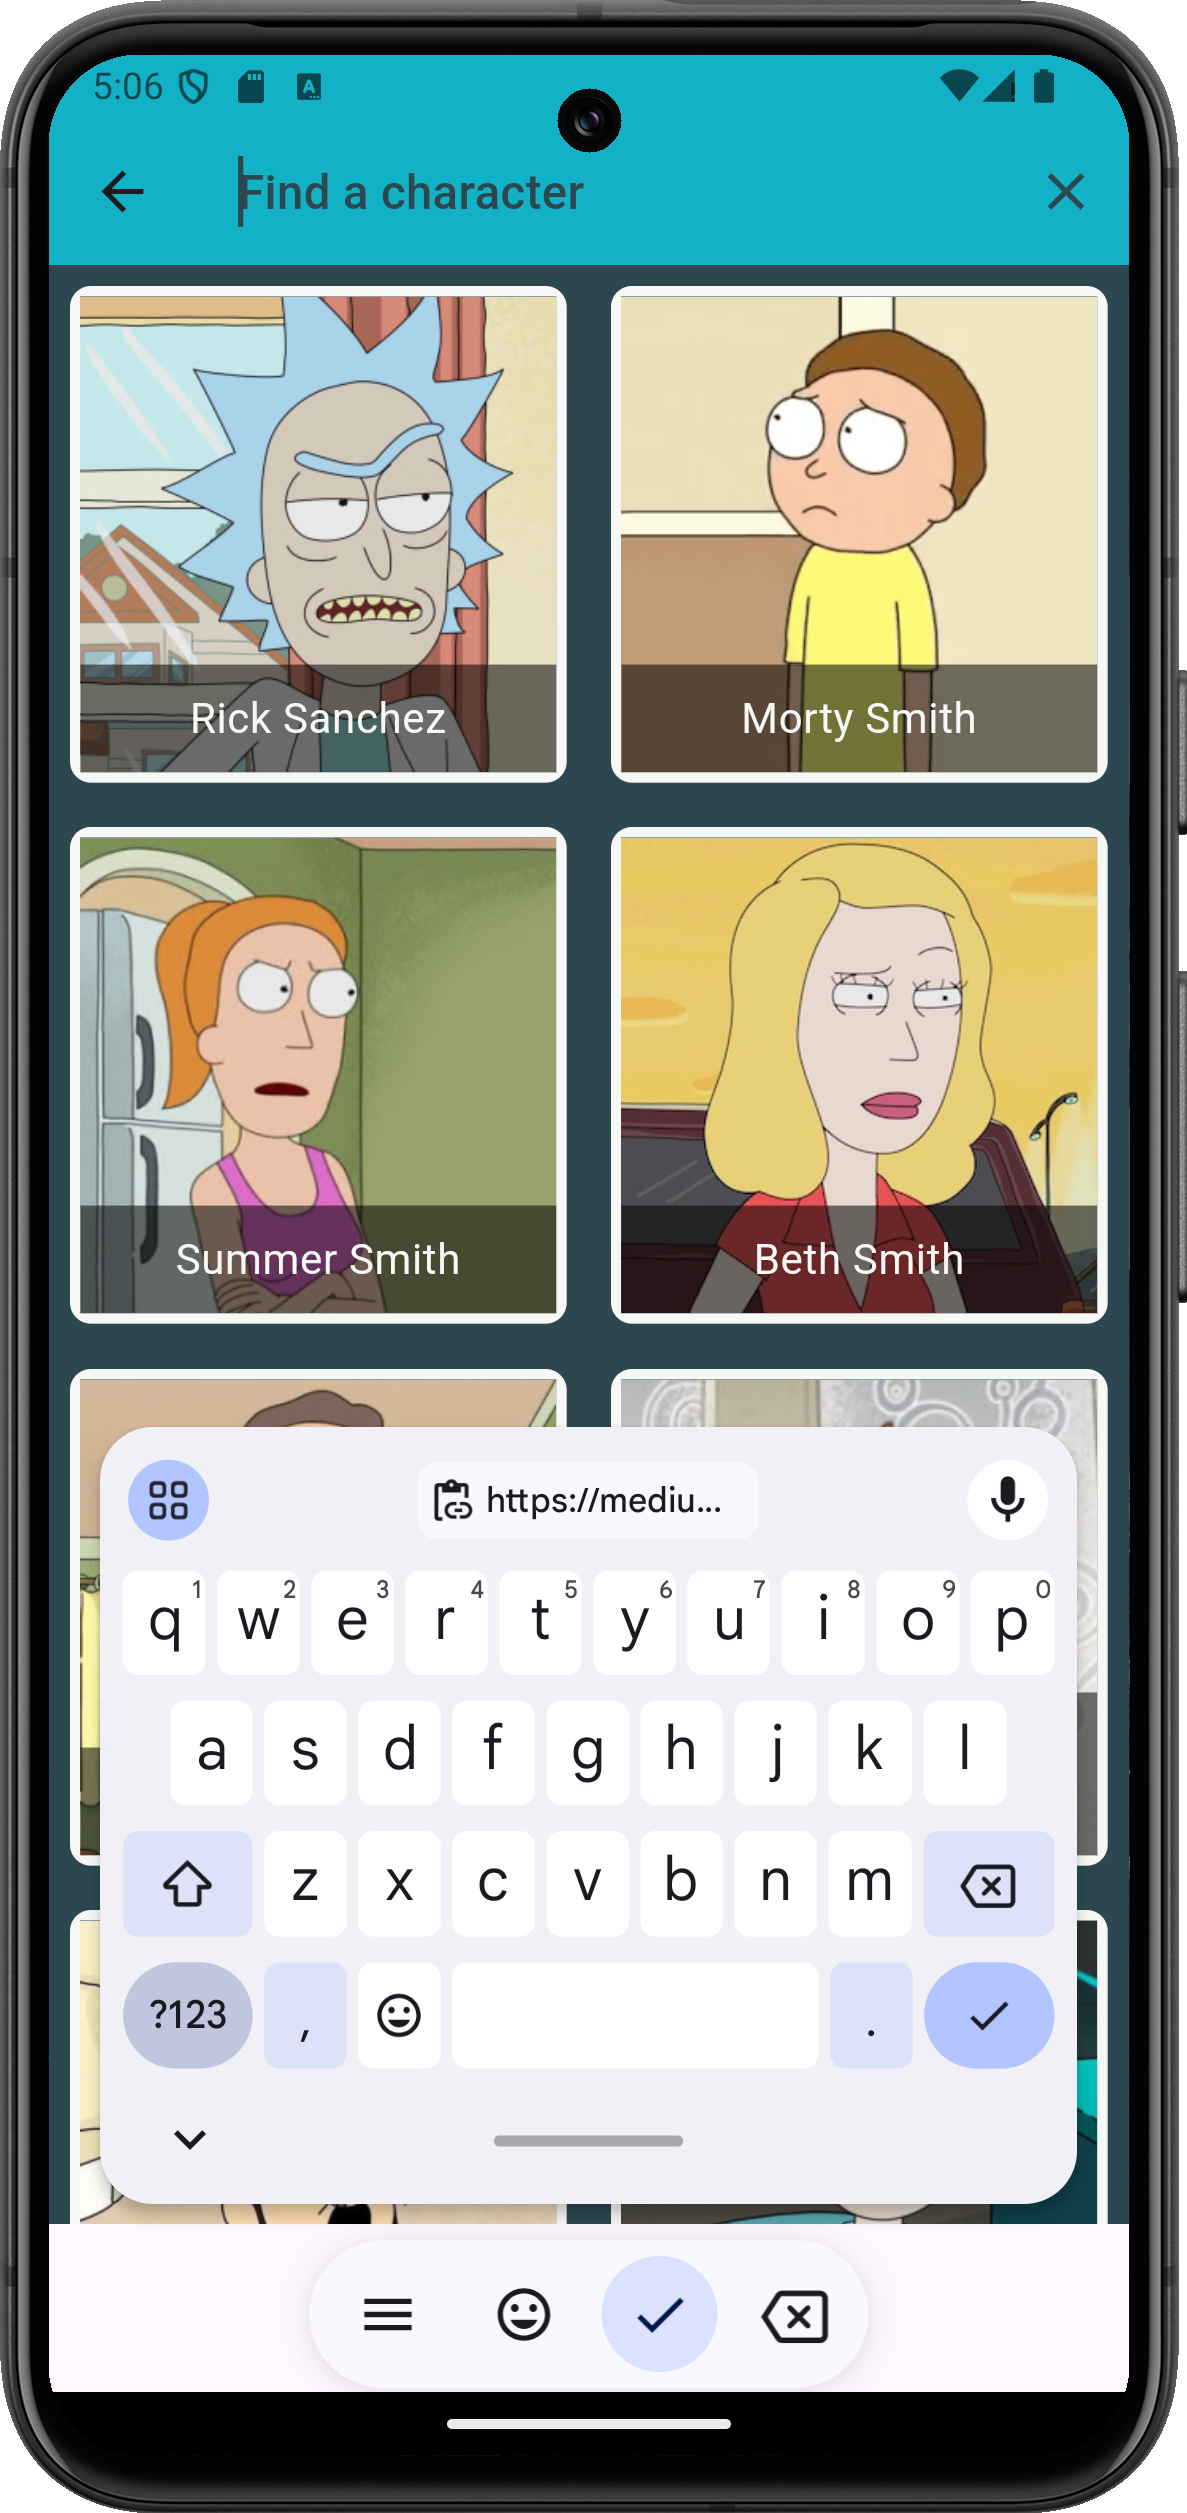 5:06
Find a character
Rick Sanchez
Morty Smith
Summer Smith
Beth Smith
https://mediu...
q 1 w 2 e 3 r 4 t 5 y 6 u 7 i 8 o 9 p 0
a s d f g h j k l
z x c v b n m
?123 , .